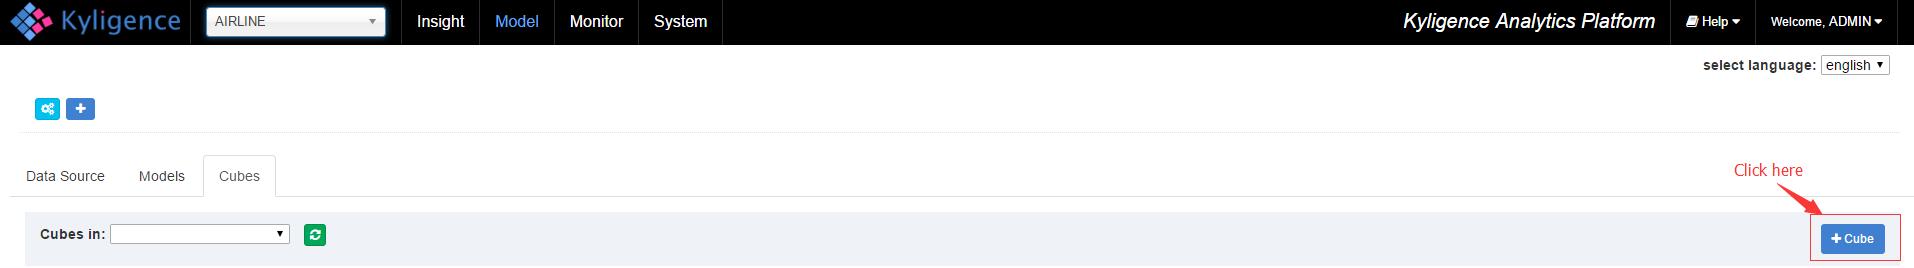 Kyligence AIRLINE Insight Model Monitor System Kyligence Analytics Platform Help Welcome, ADMIN
select language: english
Data Source Models Cubes
Click here
Cubes in:
+ Cube